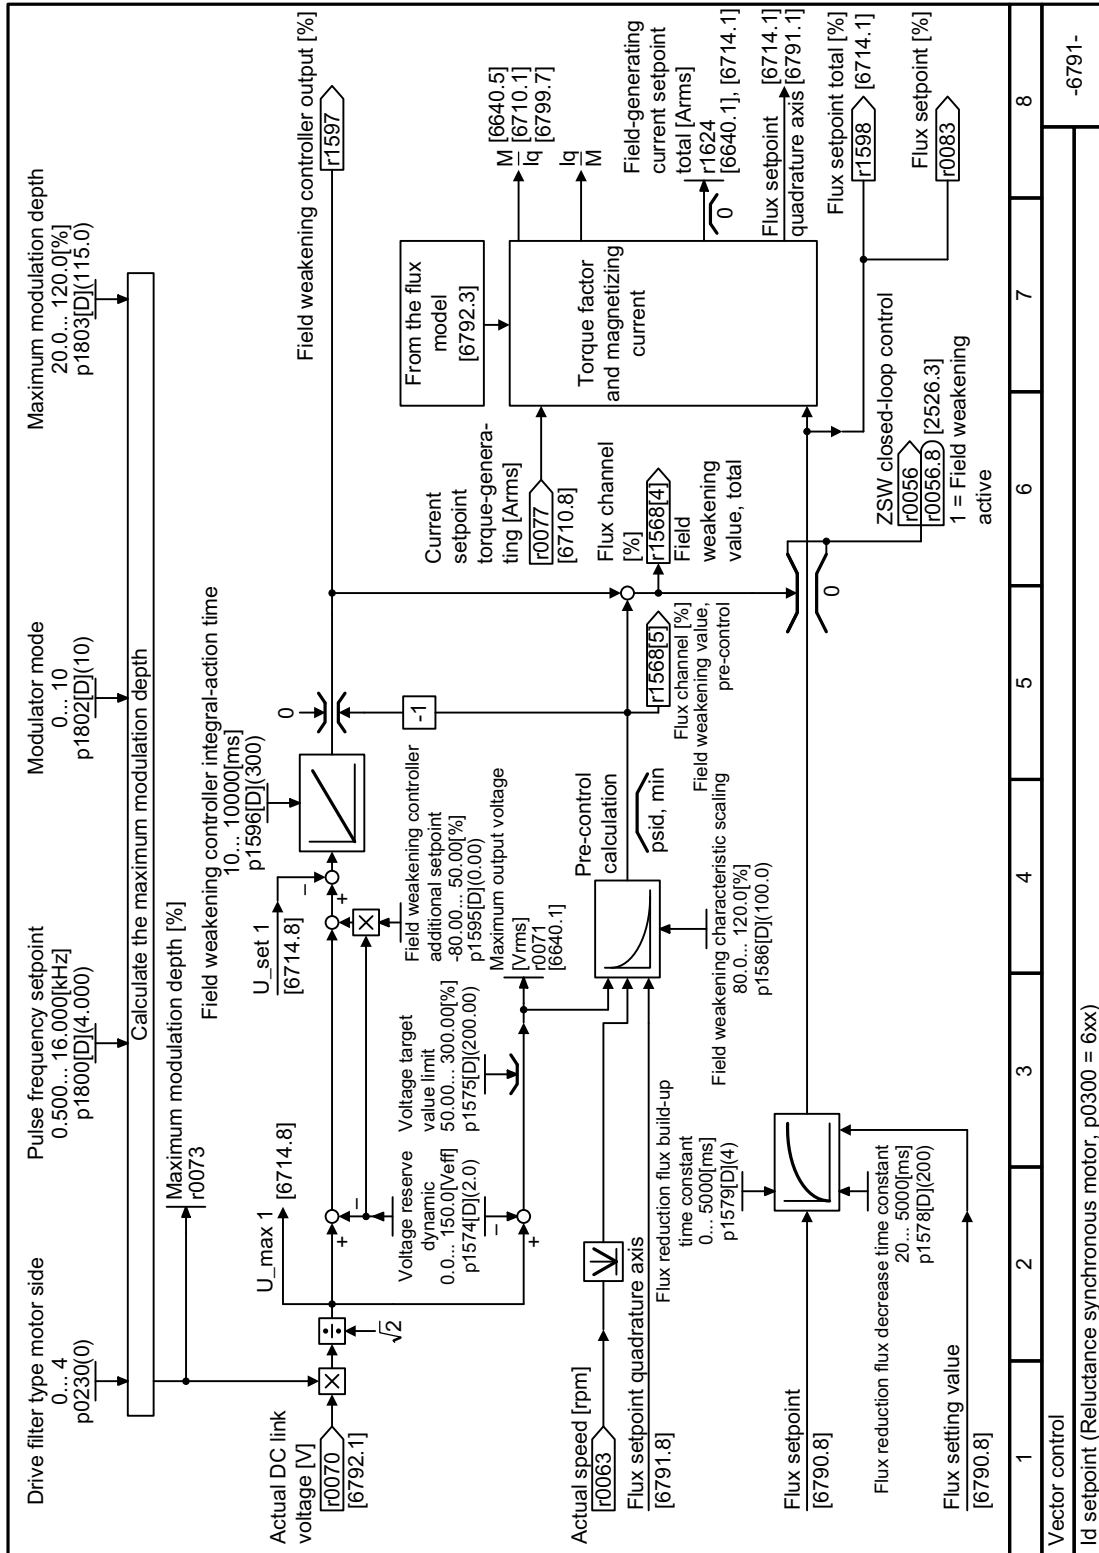 Drive filter type motor side
0... 4
p0230(0)
Pulse frequency setpoint
0.500... 16.000[kHz]
p1800[D](4.000)
Modulator mode
0... 10
p1802[D](10)
Maximum modulation depth
20.0... 120.0[%]
p1803[D](115.0)
Calculate the maximum modulation depth
Maximum modulation depth [%]
r0073
Field weakening controller integral-action time
10... 10000[ms]
p1596[D](300)
Field weakening controller output [%]
r1597
U_max 1
[6714.8]
U_set 1
[6714.8]
Actual DC link
voltage [V]
r0070
[6792.1]
×
÷
√2
+
−
+
−
0
-1
×
Voltage reserve
dynamic
0.0... 150.0[Veff]
p1574[D](2.0)
−
+
Voltage target
value limit
50.00... 300.00[%]
p1575[D](200.00)
Field weakening controller
additional setpoint
-80.00... 50.00[%]
p1595[D](0.00)
Maximum output voltage
[Vrms]
r0071
[6640.1]
Pre-control
calculation
psid, min
Field weakening characteristic scaling
80.0... 120.0[%]
p1586[D](100.0)
r1568[5]
Flux channel [%]
Field weakening value,
pre-control
Flux channel
[%]
r1568[4]
Field
weakening
value, total
Current
setpoint
torque-genera-
ting [Arms]
r0077
[6710.8]
From the flux
model
[6792.3]
Torque factor
and magnetizing
current
M
Iq
[6640.5]
[6710.1]
[6799.7]
Iq
M
Field-generating
current setpoint
total [Arms]
r1624
[6640.1], [6714.1]
0
Flux setpoint
quadrature axis
[6714.1]
[6791.1]
Flux setpoint total [%]
r1598
[6714.1]
Flux setpoint [%]
r0083
Actual speed [rpm]
r0063
Flux setpoint quadrature axis
[6791.8]
Flux reduction flux build-up
time constant
0... 5000[ms]
p1579[D](4)
Flux setpoint
[6790.8]
Flux reduction flux decrease time constant
20... 5000[ms]
p1578[D](200)
Flux setting value
[6790.8]
0
ZSW closed-loop control
r0056
r0056.8
[2526.3]
1 = Field weakening
active
1
2
3
4
5
6
7
8
Vector control
Id setpoint (Reluctance synchronous motor, p0300 = 6xx)
-6791-